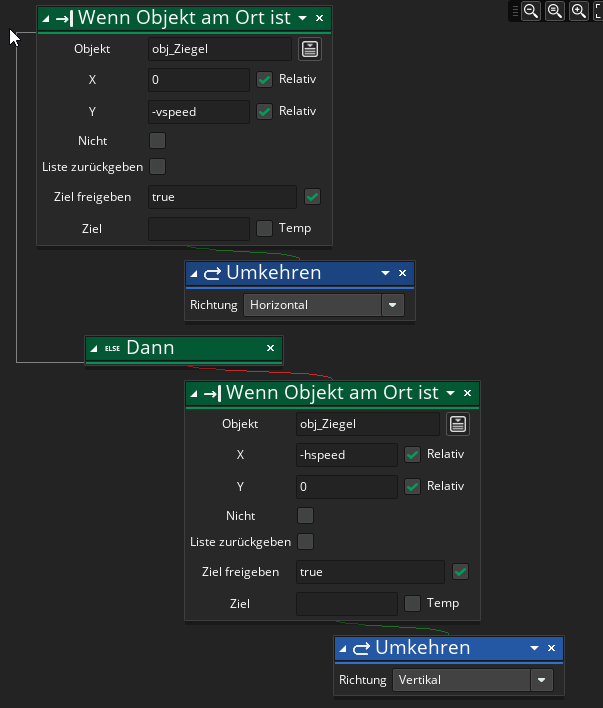 Wenn Objekt am Ort ist
Objekt obj_Ziegel
X 0 Relativ
Y -vspeed Relativ
Nicht
Liste zurückgeben
Ziel freigeben true
Ziel Temp
Umkehren
Richtung Horizontal
ELSE Dann
Wenn Objekt am Ort ist
Objekt obj_Ziegel
X -hspeed Relativ
Y 0 Relativ
Nicht
Liste zurückgeben
Ziel freigeben true
Ziel Temp
Umkehren
Richtung Vertikal